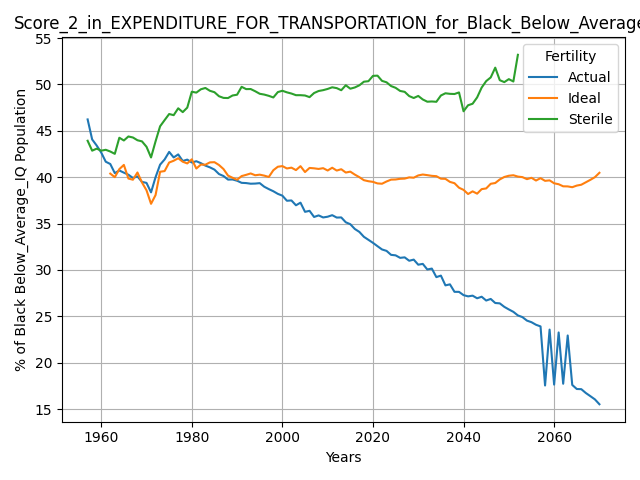 Score_2_in_EXPENDITURE_FOR_TRANSPORTATION_for_Black_Below_Average
% of Black Below_Average_IQ Population
55
50
45
40
35
30
25
20
15
Fertility
Actual
Ideal
Sterile
1960 1980 2000 2020 2040 2060
Years